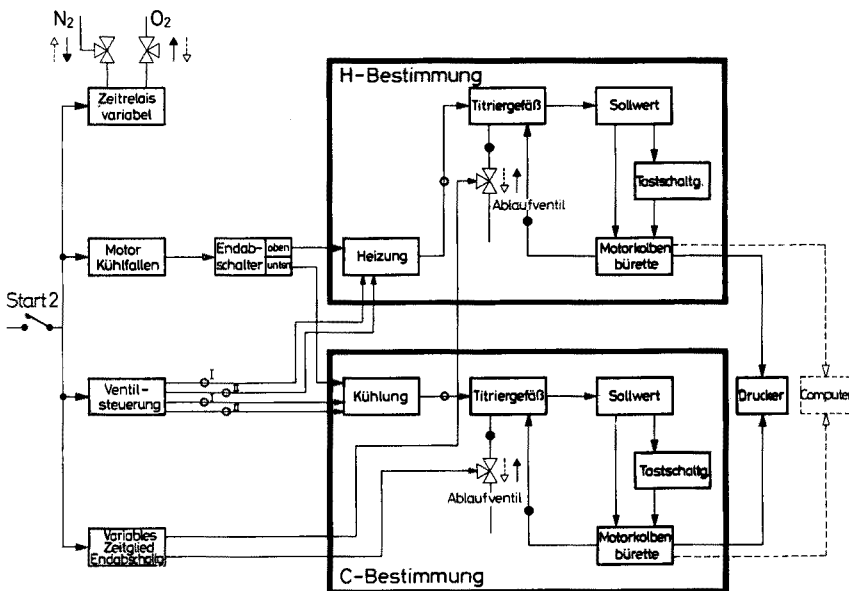 N₂
O₂
Zeitrelais
variabel
Start 2
Motor
Kühlfallen
Endab-
schalter
oben
unten
Ventil-
steuerung
I
II
I
II
Variables
Zeitglied
Endabschaltg
H-Bestimmung
Titriergefäß
Sollwert
Tastschaltg.
Ablaufventil
Heizung
Motorkolben
bürette
Kühlung
Titriergefäß
Sollwert
Tastschaltg.
Ablaufventil
Motorkolben
bürette
C-Bestimmung
Drucker
Computer